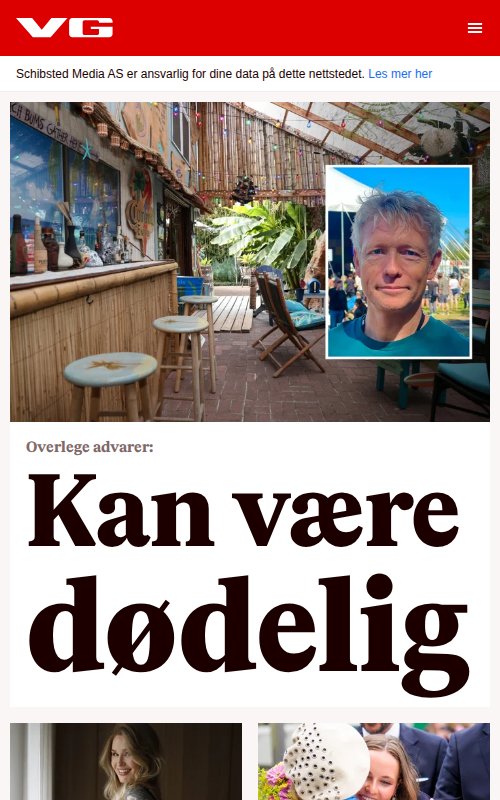 VG
Schibsted Media AS er ansvarlig for dine data på dette nettstedet. Les mer her
Overlege advarer:
Kan være
dødelig